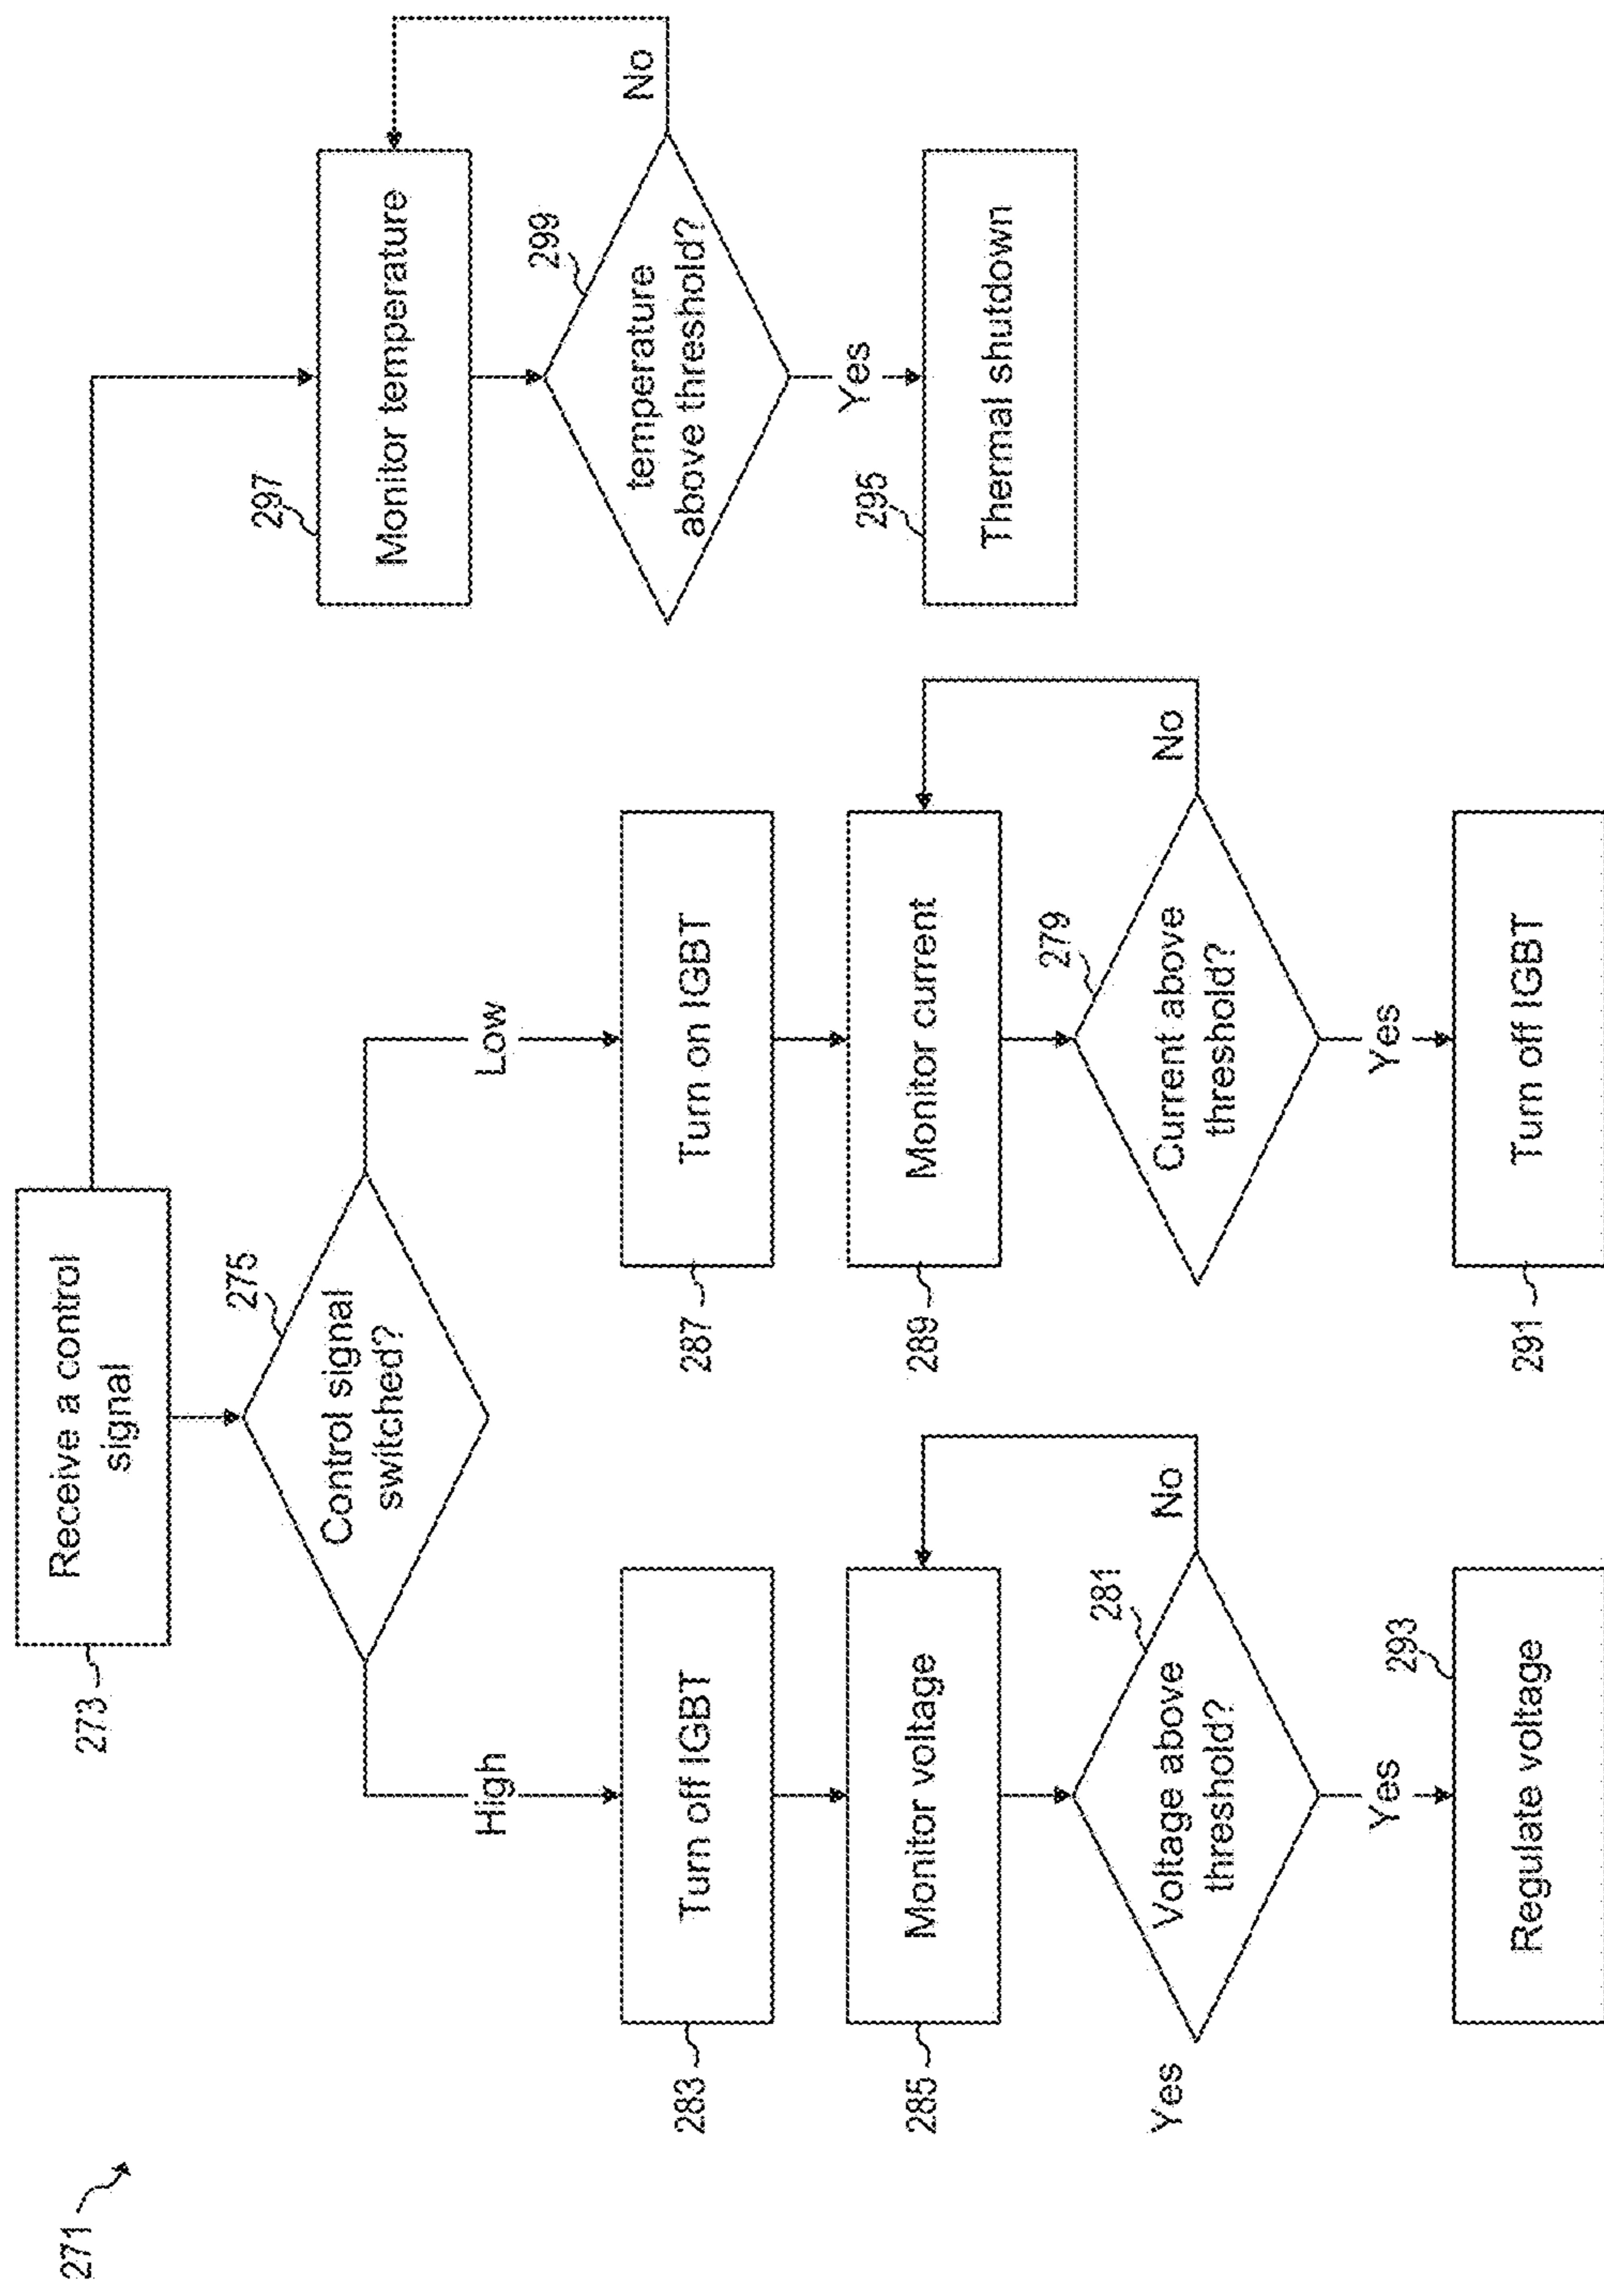 271
273
Receive a control
signal
275
Control signal
switched?
High
Low
283
Turn off IGBT
287
Turn on IGBT
285
Monitor voltage
289
Monitor current
281
Voltage above
threshold?
Yes
No
Yes
279
Current above
threshold?
No
Yes
293
Regulate voltage
291
Turn off IGBT
297
Monitor temperature
299
temperature
above threshold?
No
Yes
295
Thermal shutdown